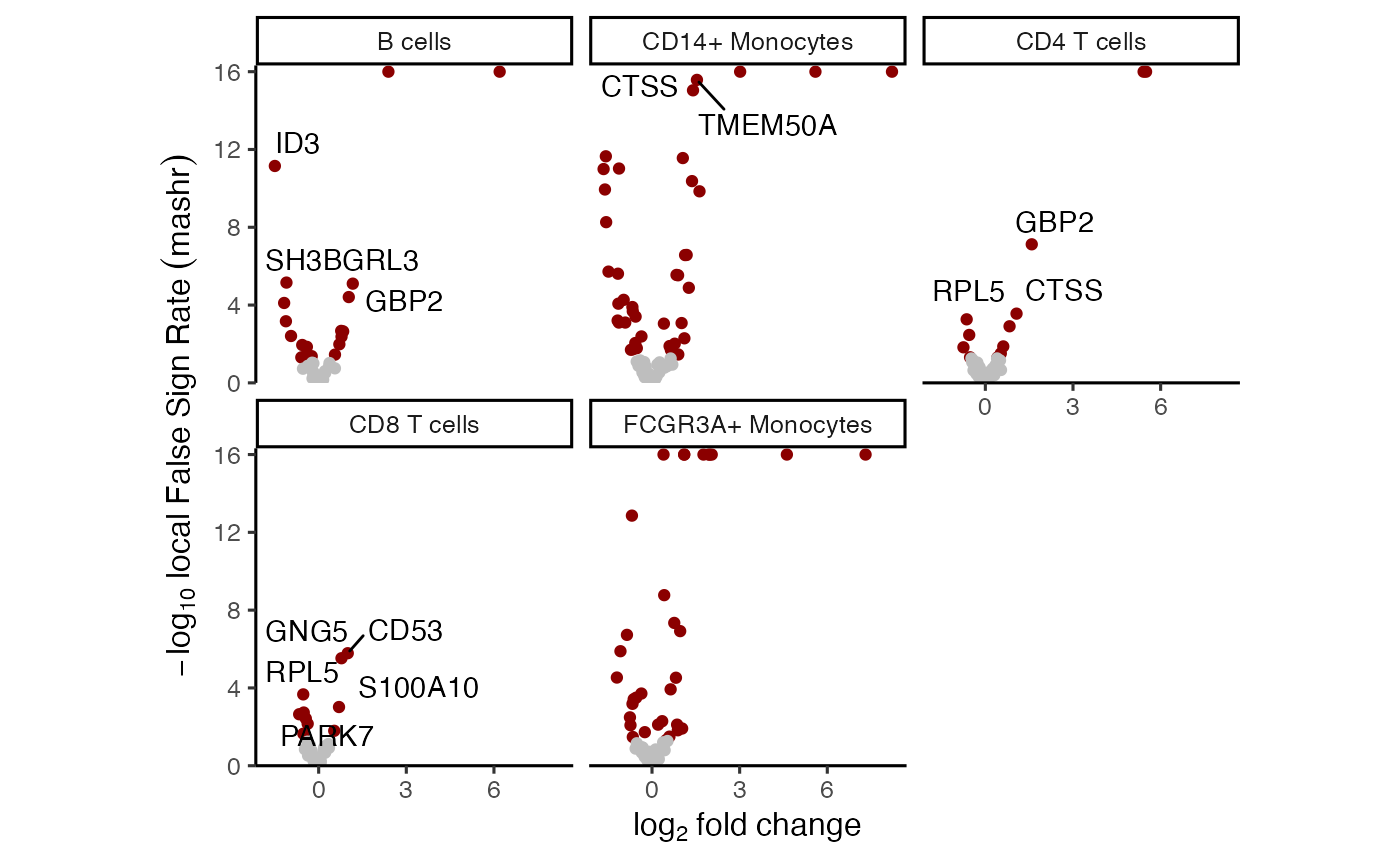 B cells
CD14+ Monocytes
CD4 T cells
16
12
8
4
0
ID3
SH3BGRL3
GBP2
CTSS
TMEM50A
GBP2
RPL5
CTSS
0
3
6
CD8 T cells
FCGR3A+ Monocytes
16
12
8
4
0
GNG5
CD53
RPL5
S100A10
PARK7
0
3
6
0
3
6
log2 fold change
−log10 local False Sign Rate (mashr)